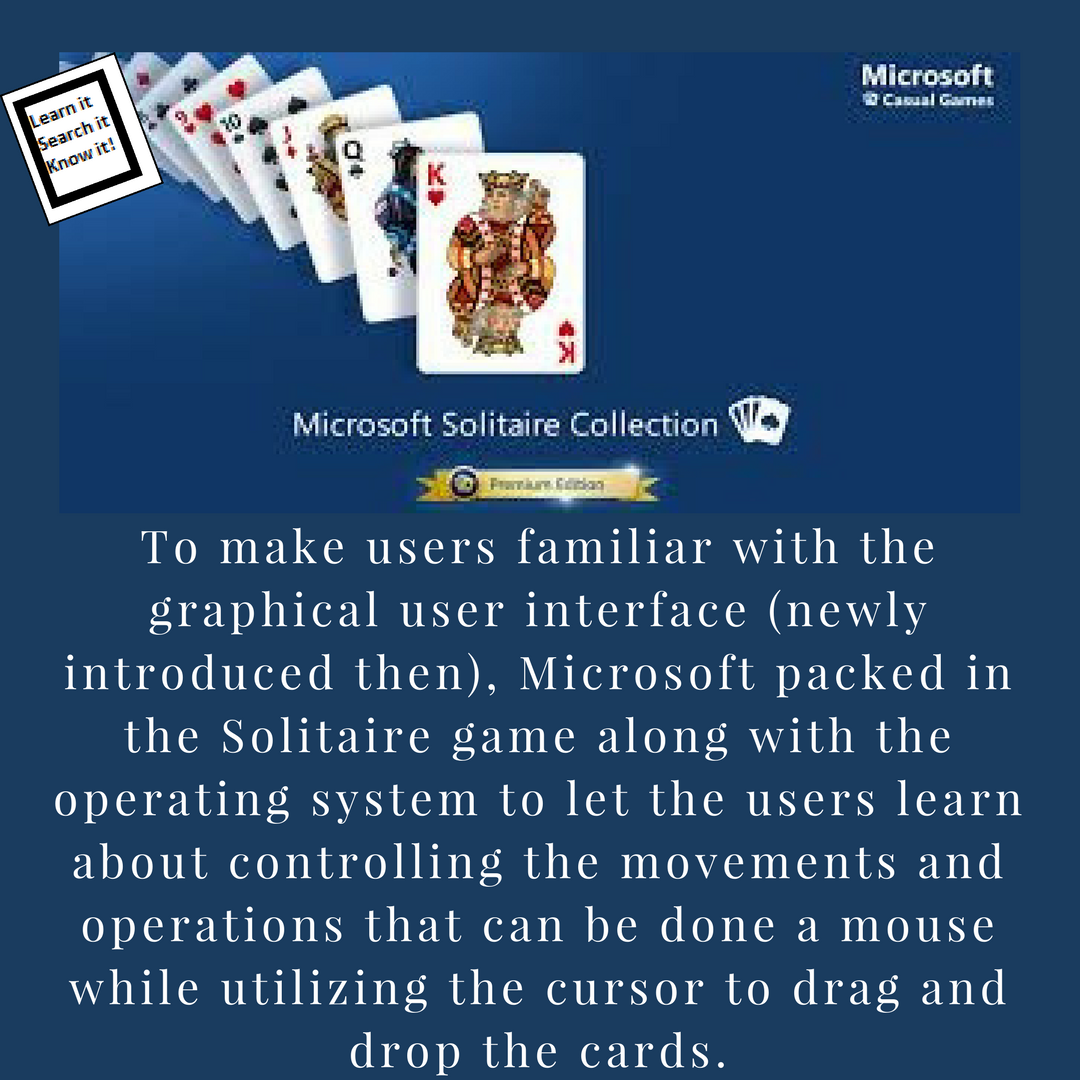 Learn it
Search it
Know it!
Microsoft
Casual Games
10
J
Q
K
K
Microsoft Solitaire Collection
Premium Edition
To make users familiar with the
graphical user interface (newly
introduced then), Microsoft packed in
the Solitaire game along with the
operating system to let the users learn
about controlling the movements and
operations that can be done a mouse
while utilizing the cursor to drag and
drop the cards.